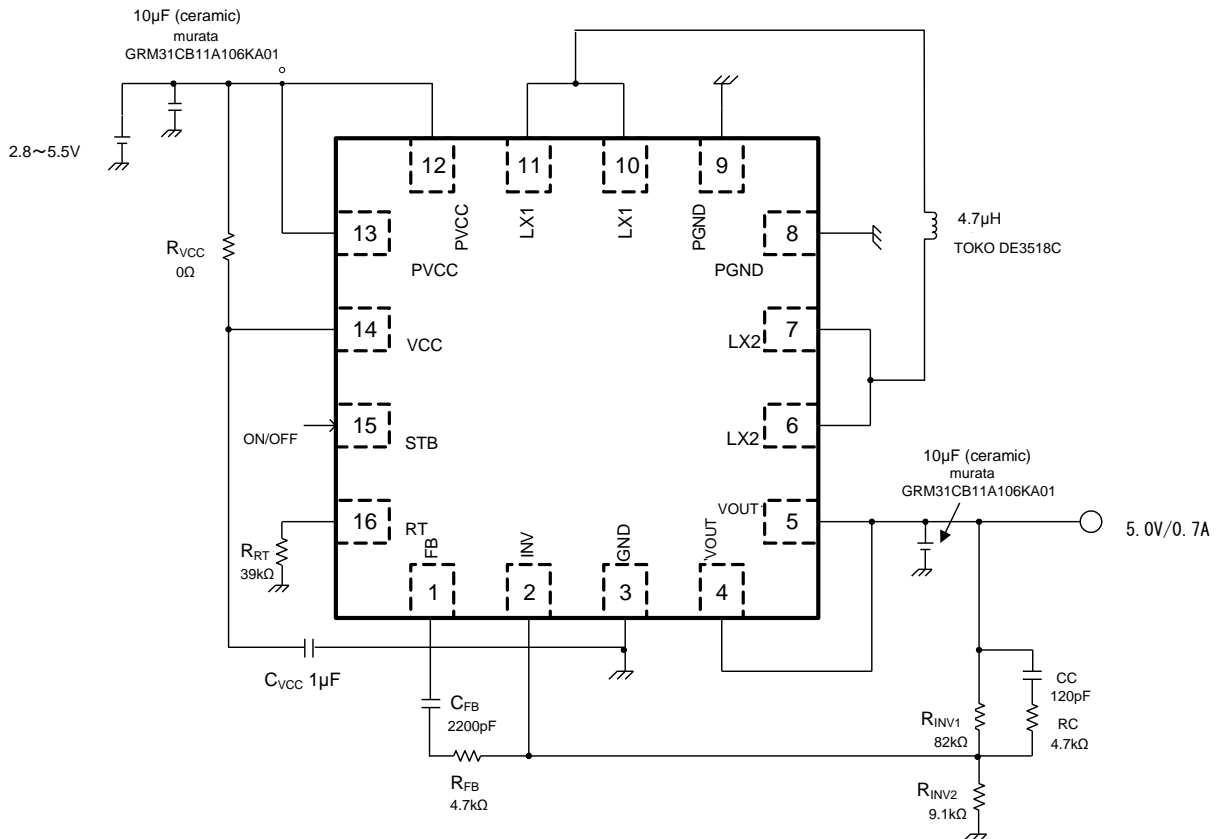 10µF (ceramic)
murata
GRM31CB11A106KA01
2.8～5.5V
12
11
10
9
PVCC
LX1
LX1
PGND
13
PVCC
8
PGND
4.7µH
TOKO DE3518C
RVCC
0Ω
14
VCC
7
LX2
ON/OFF
15
STB
6
LX2
10µF (ceramic)
murata
GRM31CB11A106KA01
16
RT
VOUT
5
5.0V/0.7A
RRT
39kΩ
FB
INV
GND
VOUT
1
2
3
4
CVCC 1µF
CFB
2200pF
RFB
4.7kΩ
CC
120pF
RINV1
82kΩ
RC
4.7kΩ
RINV2
9.1kΩ